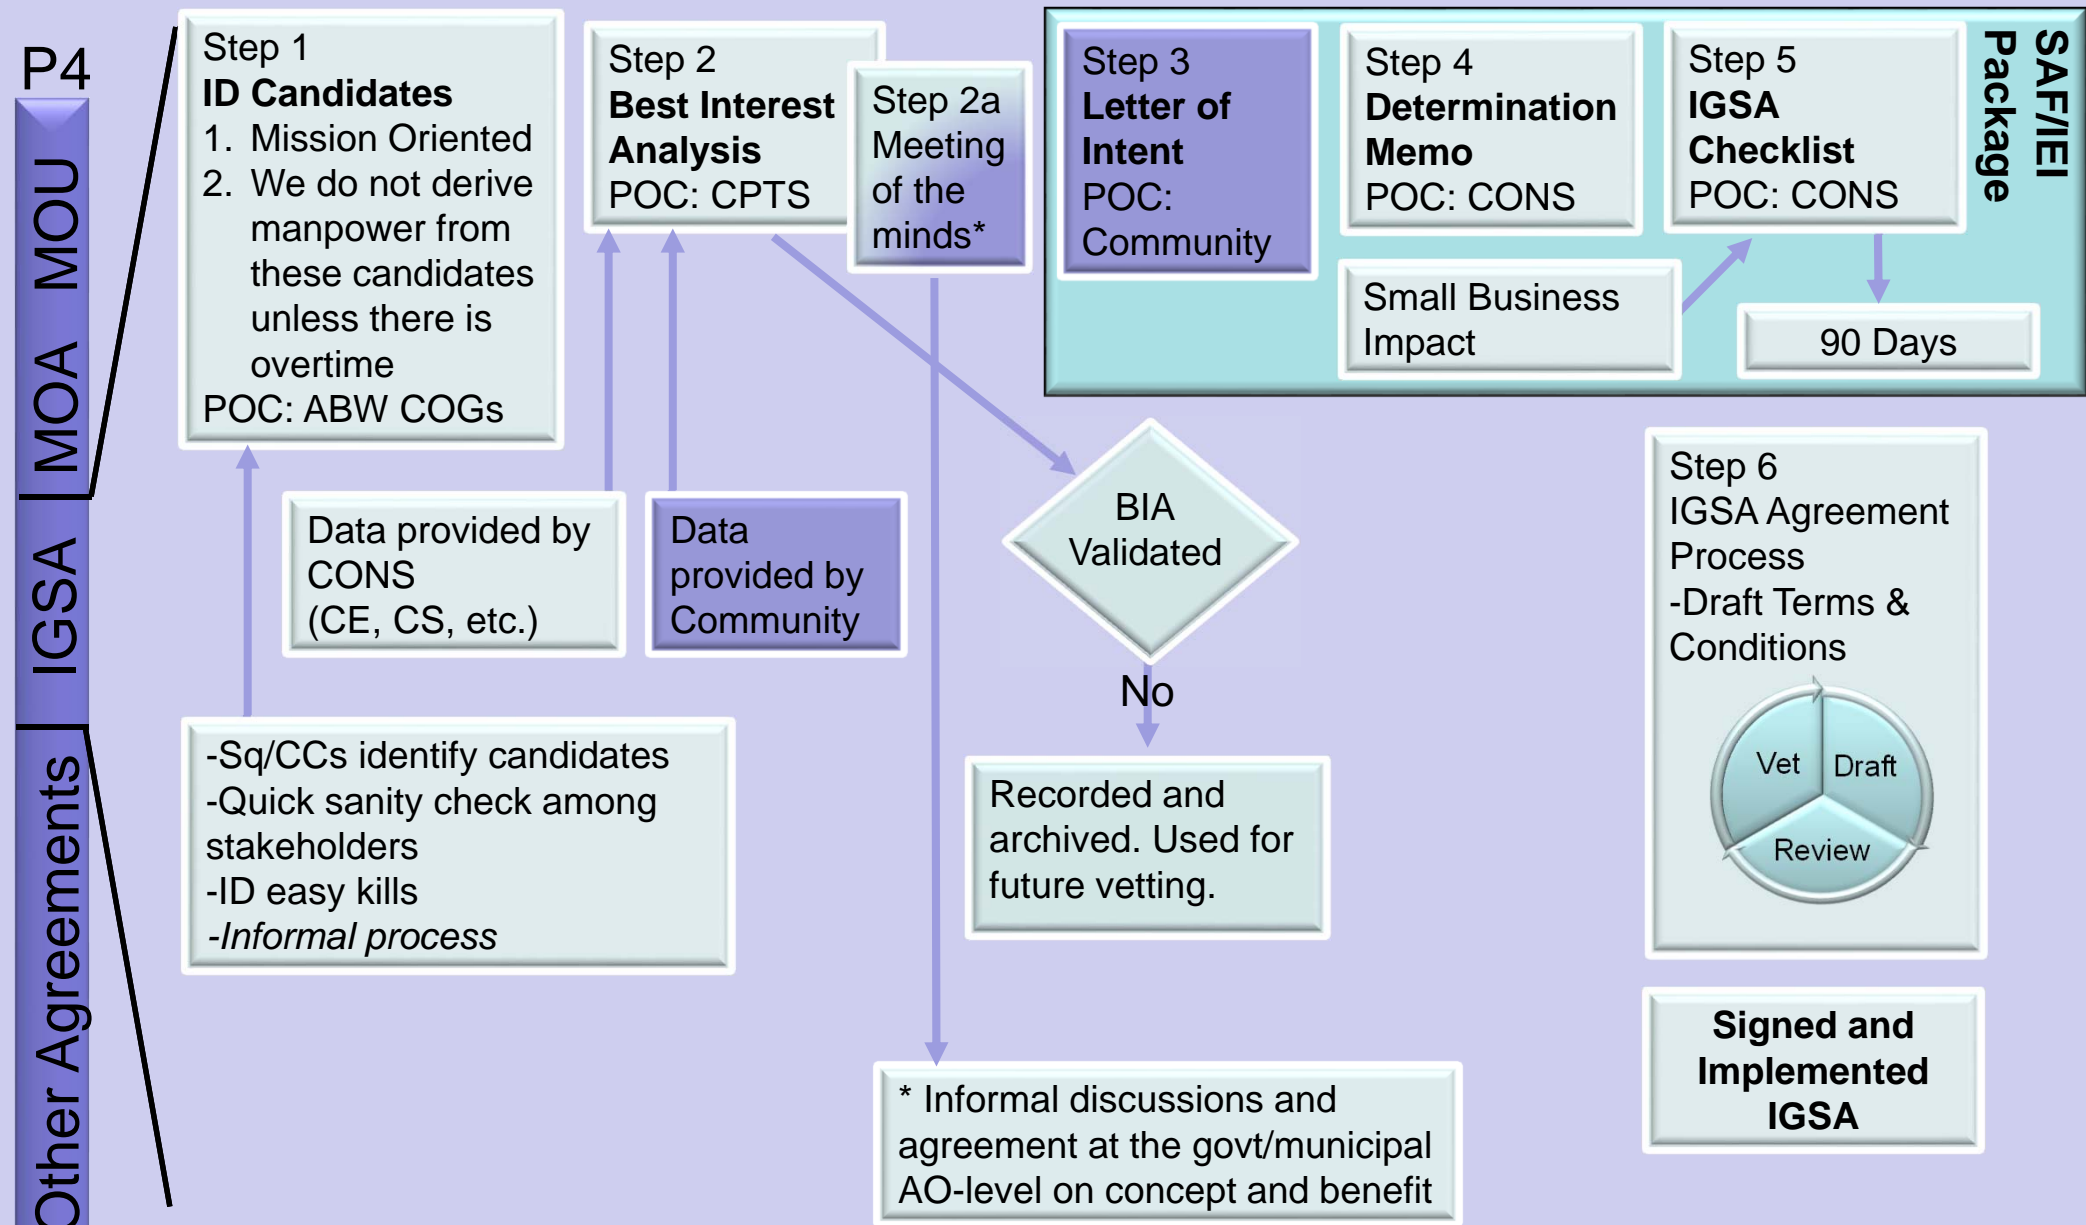 P4
MOU
MOA
IGSA
Other Agreements
Step 1
ID Candidates
1. Mission Oriented
2. We do not derive
manpower from
these candidates
unless there is
overtime
POC: ABW COGs
Step 2
Best Interest
Analysis
POC: CPTS
Step 2a
Meeting
of the
minds*
Step 3
Letter of
Intent
POC:
Community
Step 4
Determination
Memo
POC: CONS
Step 5
IGSA
Checklist
POC: CONS
SAF/IEI
Package
Small Business
Impact
90 Days
Data provided by
CONS
(CE, CS, etc.)
Data
provided by
Community
BIA
Validated
No
Recorded and
archived. Used for
future vetting.
-Sq/CCs identify candidates
-Quick sanity check among
stakeholders
-ID easy kills
-Informal process
* Informal discussions and
agreement at the govt/municipal
AO-level on concept and benefit
Step 6
IGSA Agreement
Process
-Draft Terms &
Conditions
Vet
Draft
Review
Signed and
Implemented
IGSA